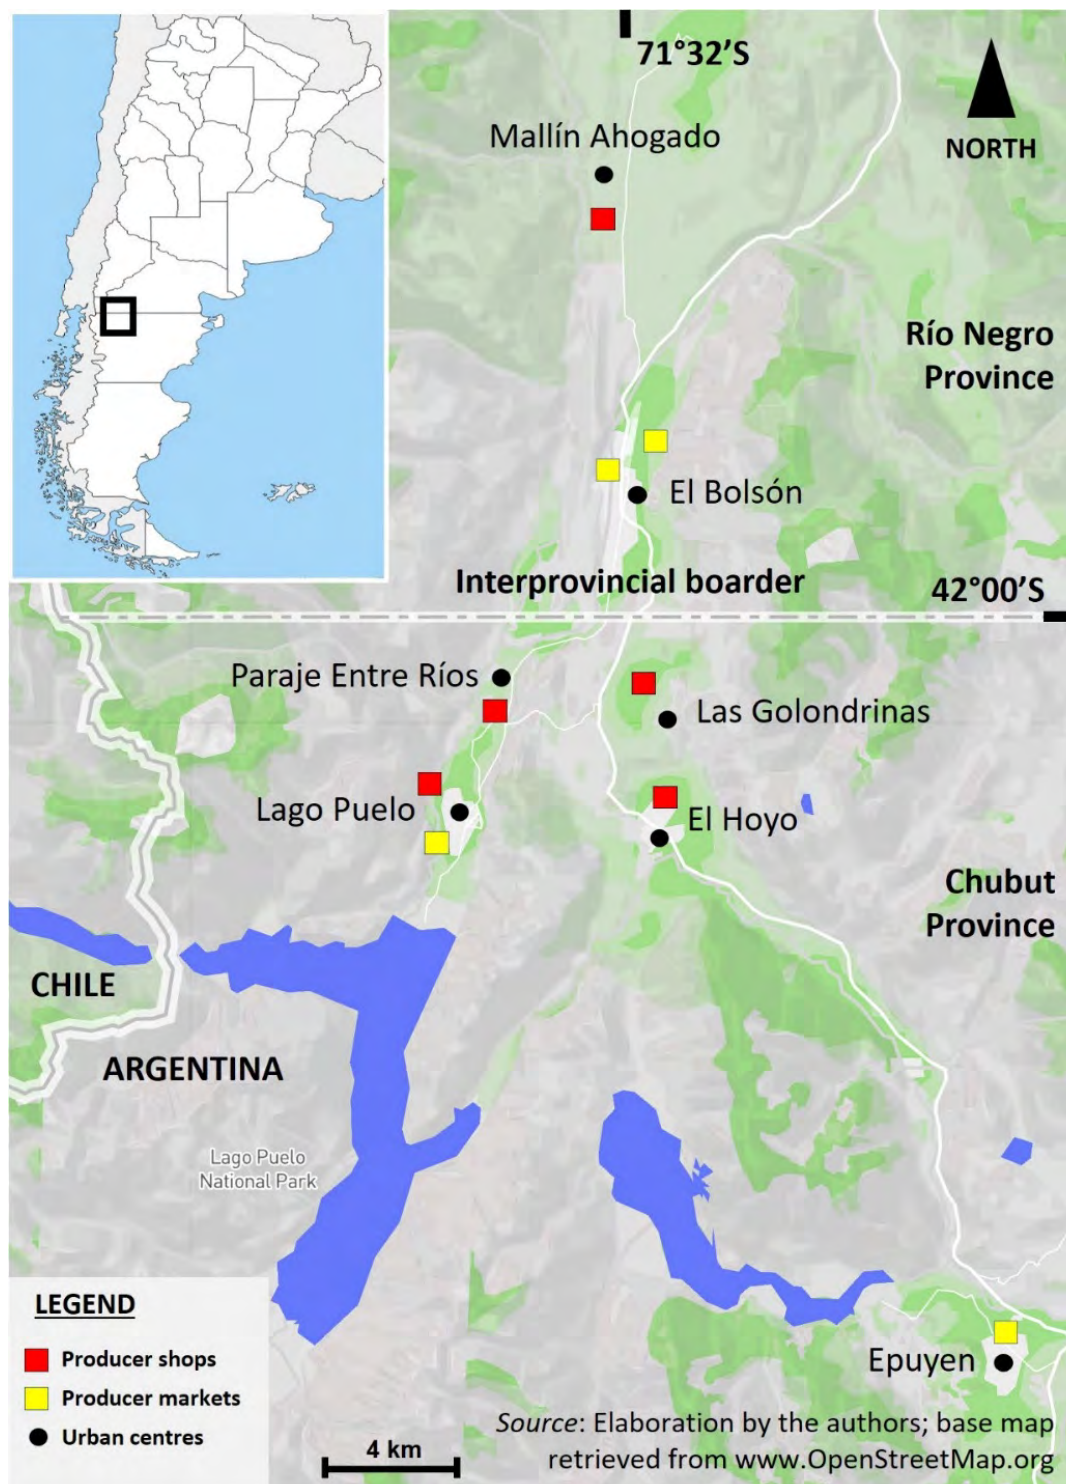 71°32’S
Mallín Ahogado
NORTH
Río Negro
Province
El Bolsón
Interprovincial boarder
42°00’S
Paraje Entre Ríos
Las Golondrinas
Lago Puelo
El Hoyo
Chubut
Province
CHILE
ARGENTINA
Lago Puelo
National Park
LEGEND
Producer shops
Producer markets
Urban centres
4 km
Epuyen
Source: Elaboration by the authors; base map
retrieved from www.OpenStreetMap.org